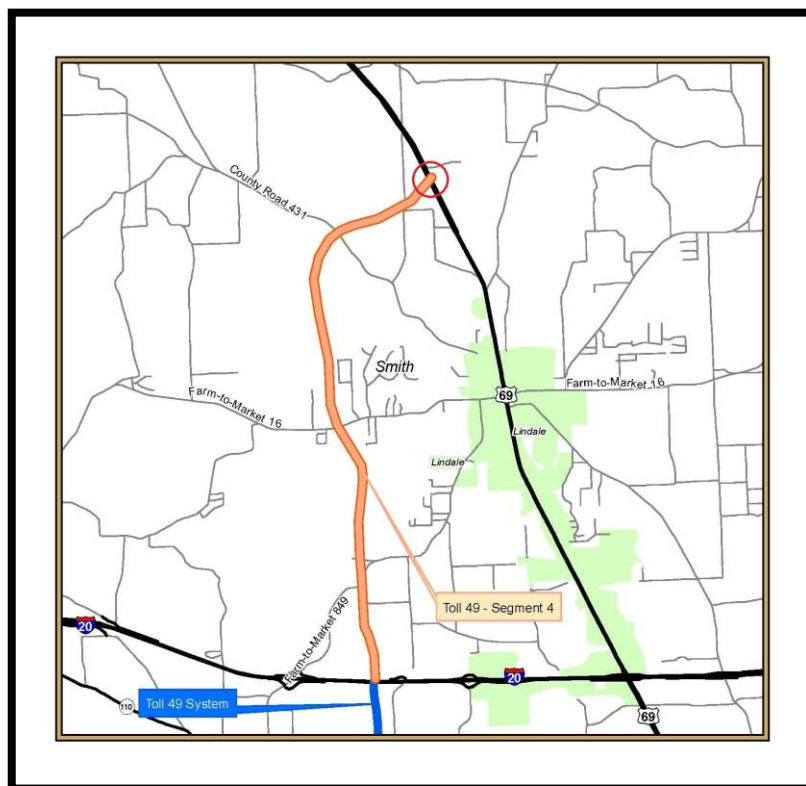 County Road 431
Smith
Farm-to-Market 16
Farm-to-Market 16
69
Lindale
Lindale
Toll 49 - Segment 4
Farm-to-Market 849
20
20
110
Toll 49 System
69